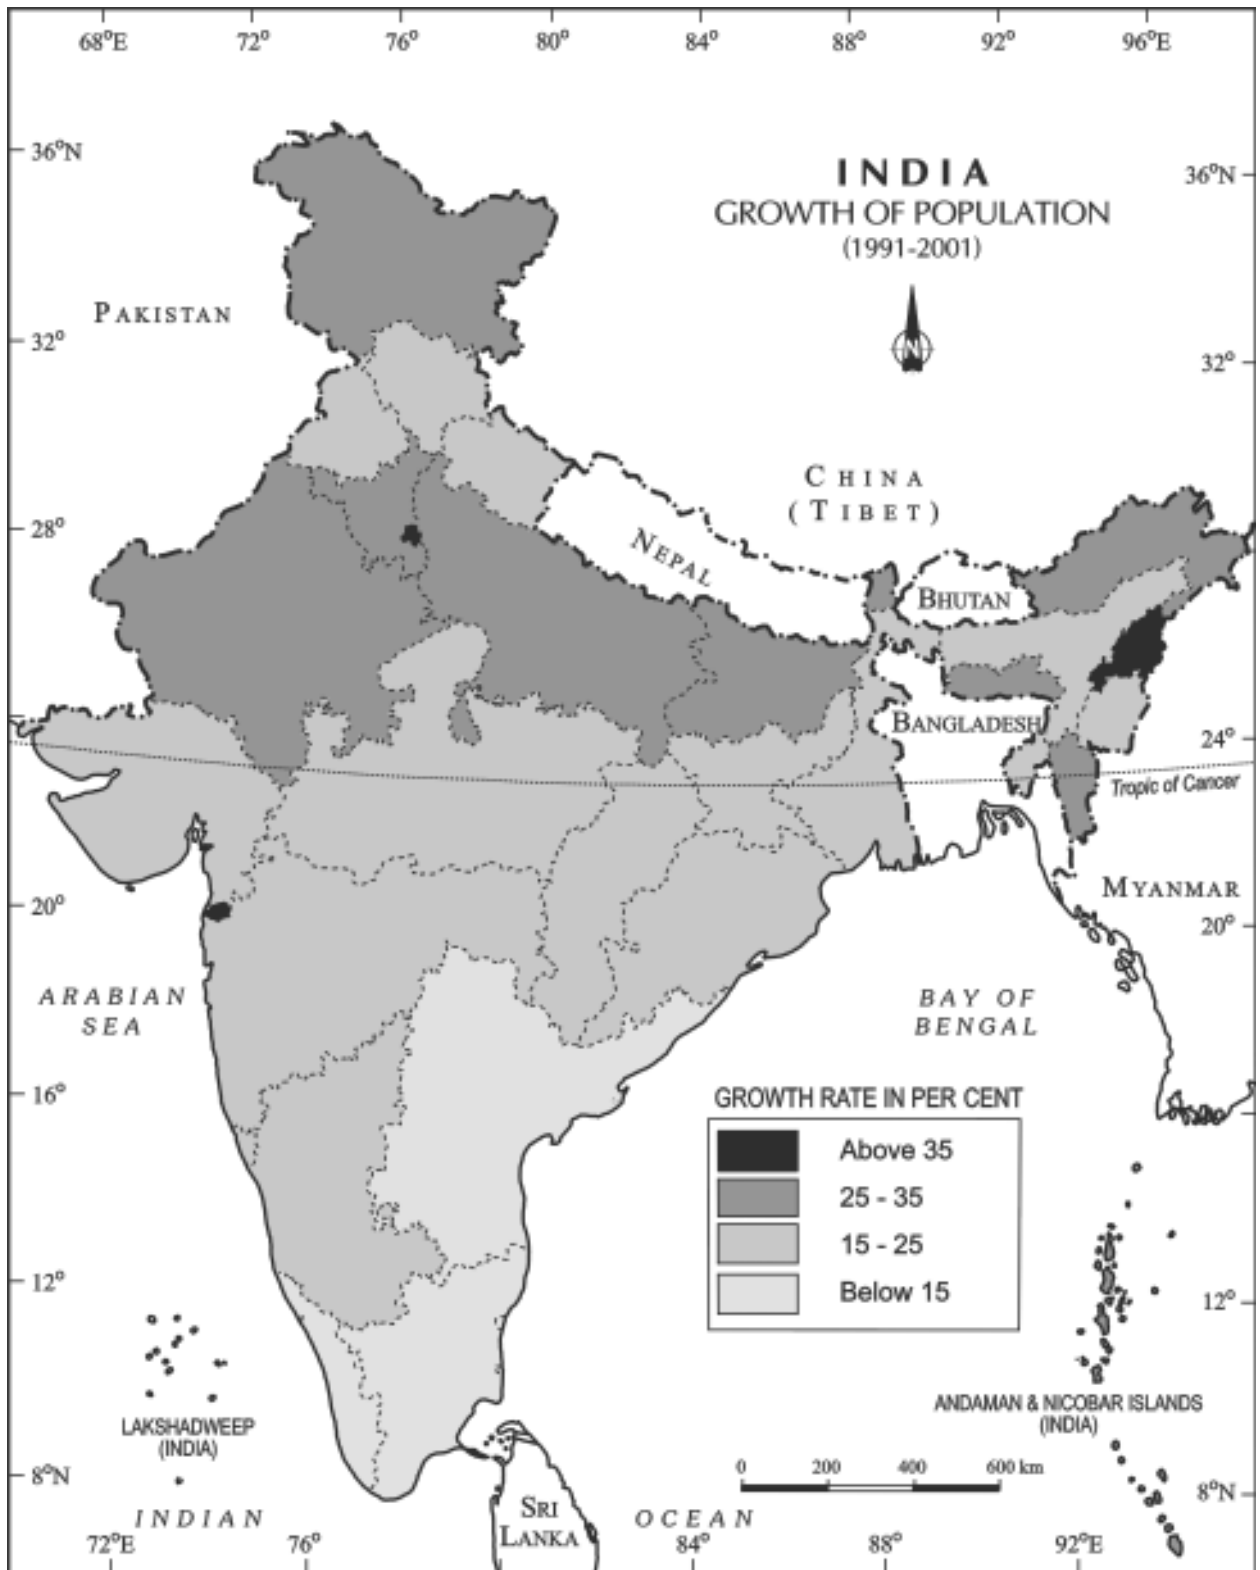 68°E 72° 76° 80° 84° 88° 92° 96°E
36°N
INDIA
36°N
GROWTH OF POPULATION
(1991-2001)
PAKISTAN
N
32°
32°
CHINA
(TIBET)
28°
NEPAL
BHUTAN
BANGLADESH
24°
Tropic of Cancer
MYANMAR
20°
20°
ARABIAN
SEA
BAY OF
BENGAL
16°
GROWTH RATE IN PER CENT
Above 35
25 - 35
15 - 25
Below 15
12°
12°
LAKSHADWEEP
(INDIA)
ANDAMAN & NICOBAR ISLANDS
(INDIA)
0 200 400 600 km
8°N
8°N
SRI
LANKA
INDIAN OCEAN
72°E 76° 84° 88° 92°E